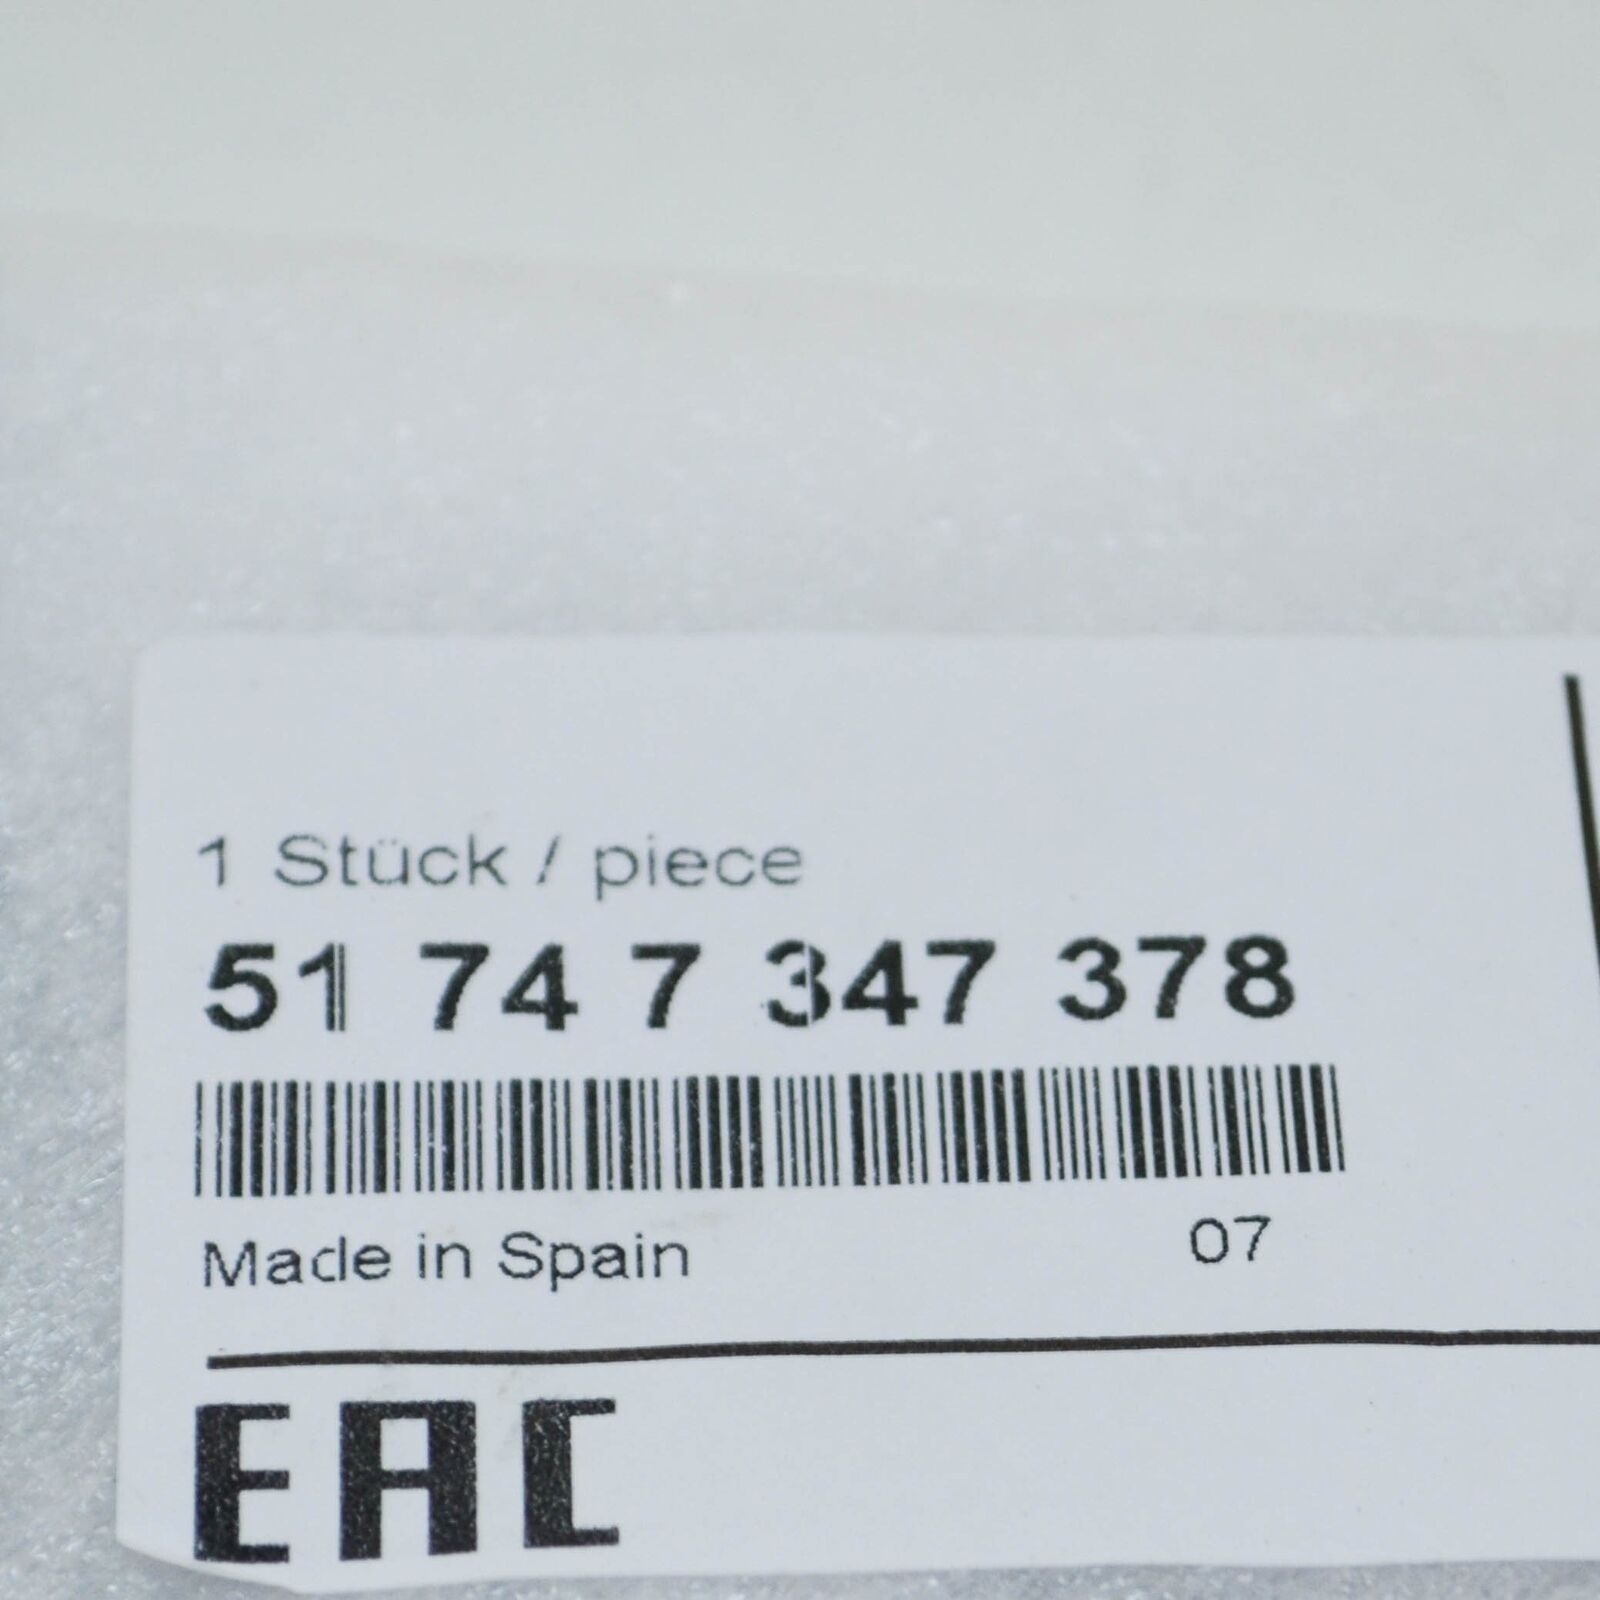 1 Stück / piece
51 74 7 347 378
Made in Spain 07
EAC